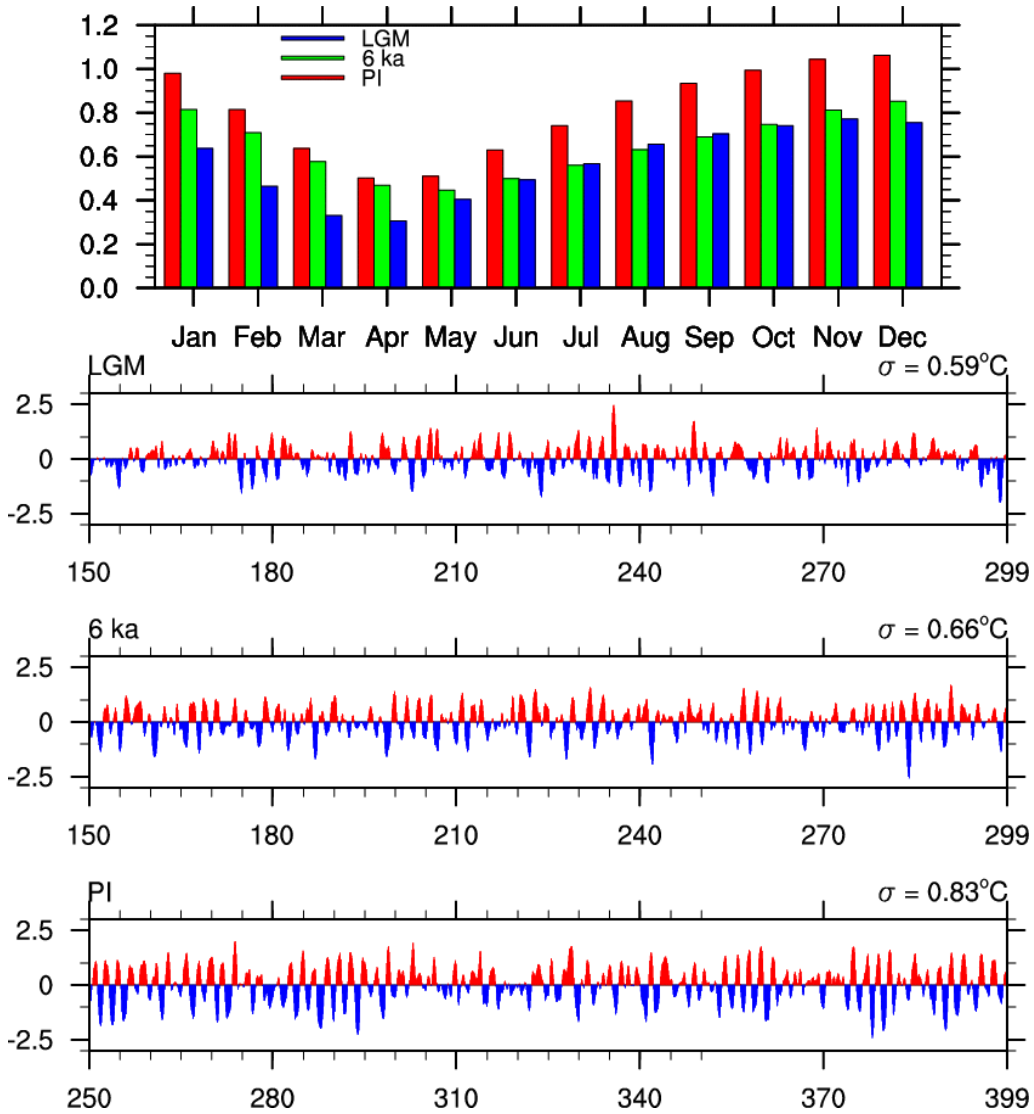 1.2
1.0
0.8
0.6
0.4
0.2
0.0
LGM
6 ka
PI
Jan Feb Mar Apr May Jun Jul Aug Sep Oct Nov Dec
LGM σ = 0.59°C
2.5
0
-2.5
150 180 210 240 270 299
6 ka σ = 0.66°C
2.5
0
-2.5
150 180 210 240 270 299
PI σ = 0.83°C
2.5
0
-2.5
250 280 310 340 370 399